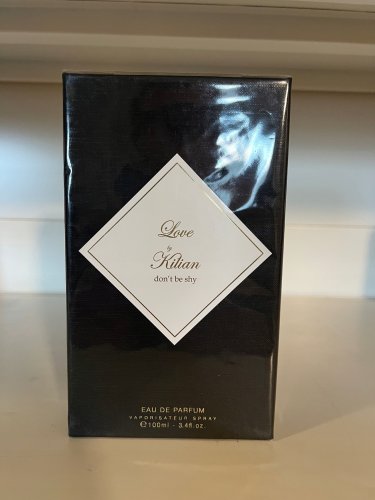 Love
by
Kilian
don't be shy
EAU DE PARFUM
VAPORISATEUR SPRAY
℮100ml - 3.4fl.oz.